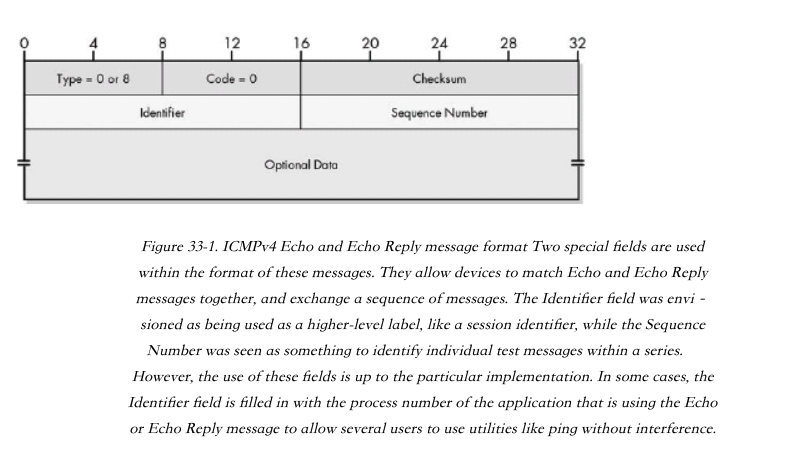 0 4 8 12 16 20 24 28 32
Type = 0 or 8 Code = 0 Checksum
Identifier Sequence Number
Optional Data
Figure 33-1. ICMPv4 Echo and Echo Reply message format Two special fields are used
within the format of these messages. They allow devices to match Echo and Echo Reply
messages together, and exchange a sequence of messages. The Identifier field was envi -
sioned as being used as a higher-level label, like a session identifier, while the Sequence
Number was seen as something to identify individual test messages within a series.
However, the use of these fields is up to the particular implementation. In some cases, the
Identifier field is filled in with the process number of the application that is using the Echo
or Echo Reply message to allow several users to use utilities like ping without interference.